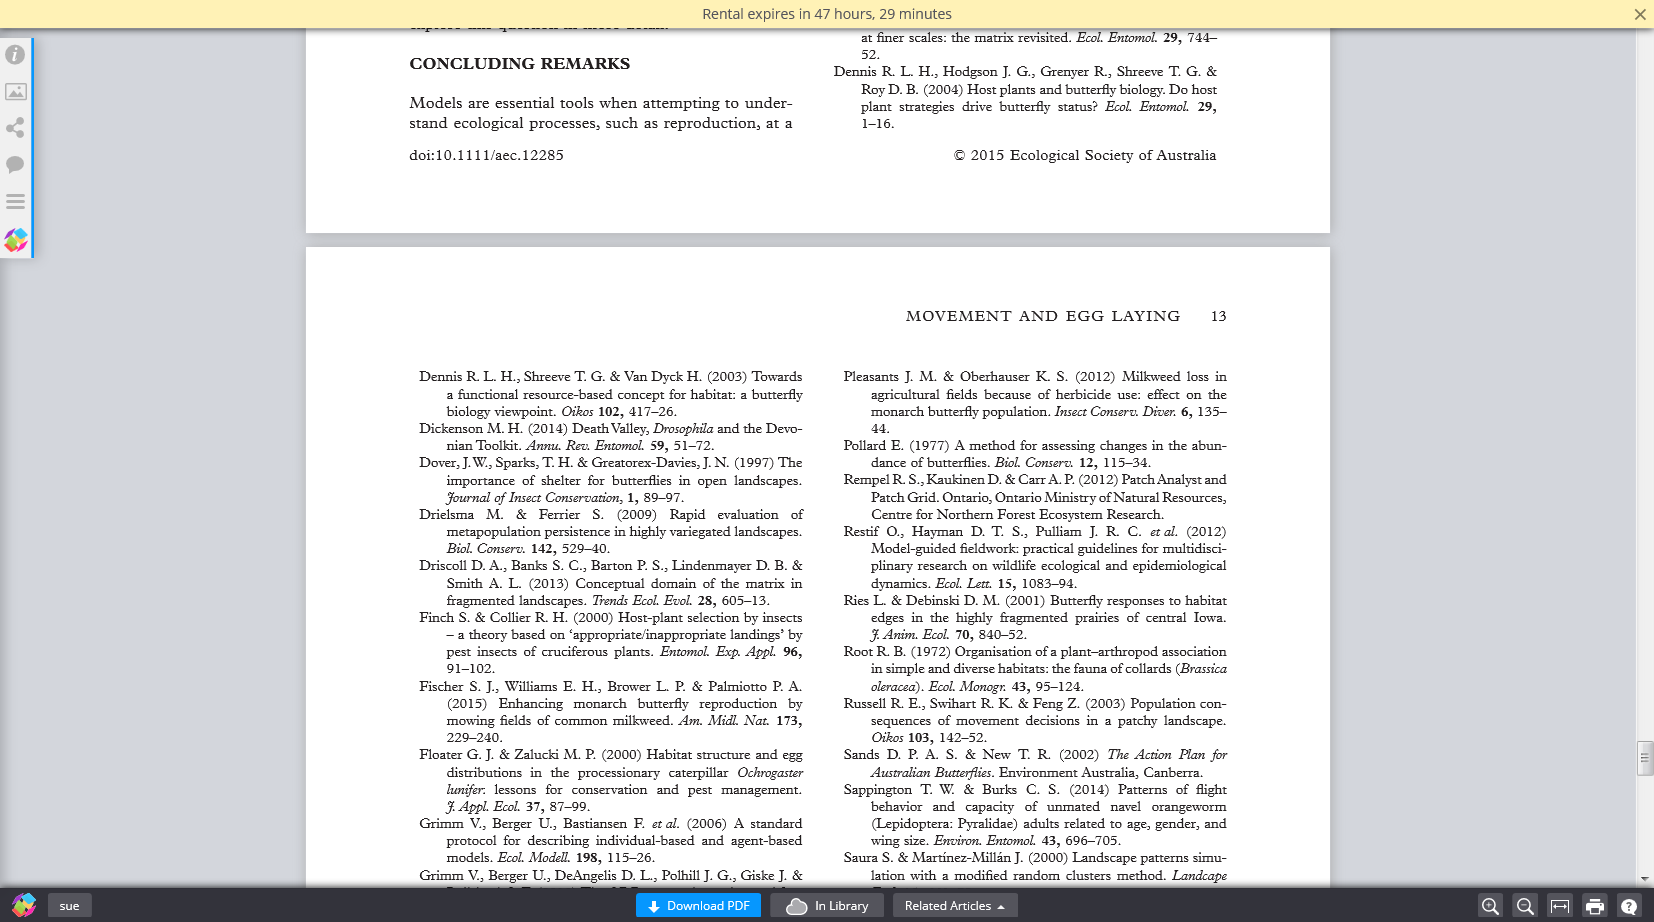 Rental expires in 47 hours, 29 minutes
CONCLUDING REMARKS
Models are essential tools when attempting to under-
stand ecological processes, such as reproduction, at a
doi:10.1111/aec.12285
at finer scales: the matrix revisited. Ecol. Entomol. 29, 744–
52.
Dennis R. L. H., Hodgson J. G., Grenyer R., Shreeve T. G. &
Roy D. B. (2004) Host plants and butterfly biology. Do host
plant strategies drive butterfly status? Ecol. Entomol. 29,
1–16.
© 2015 Ecological Society of Australia
MOVEMENT AND EGG LAYING 13
Dennis R. L. H., Shreeve T. G. & Van Dyck H. (2003) Towards
a functional resource-based concept for habitat: a butterfly
biology viewpoint. Oikos 102, 417–26.
Dickenson M. H. (2014) Death Valley, Drosophila and the Devo-
nian Toolkit. Annu. Rev. Entomol. 59, 51–72.
Dover, J.W., Sparks, T. H. & Greatorex-Davies, J. N. (1997) The
importance of shelter for butterflies in open landscapes.
Journal of Insect Conservation, 1, 89–97.
Drielsma M. & Ferrier S. (2009) Rapid evaluation of
metapopulation persistence in highly variegated landscapes.
Biol. Conserv. 142, 529–40.
Driscoll D. A., Banks S. C., Barton P. S., Lindenmayer D. B. &
Smith A. L. (2013) Conceptual domain of the matrix in
fragmented landscapes. Trends Ecol. Evol. 28, 605–13.
Finch S. & Collier R. H. (2000) Host-plant selection by insects
– a theory based on ‘appropriate/inappropriate landings’ by
pest insects of cruciferous plants. Entomol. Exp. Appl. 96,
91–102.
Fischer S. J., Williams E. H., Brower L. P. & Palmiotto P. A.
(2015) Enhancing monarch butterfly reproduction by
mowing fields of common milkweed. Am. Midl. Nat. 173,
229–240.
Floater G. J. & Zalucki M. P. (2000) Habitat structure and egg
distributions in the processionary caterpillar Ochrogaster
lunifer: lessons for conservation and pest management.
J. Appl. Ecol. 37, 87–99.
Grimm V., Berger U., Bastiansen F. et al. (2006) A standard
protocol for describing individual-based and agent-based
models. Ecol. Modell. 198, 115–26.
Grimm V., Berger U., DeAngelis D. L., Polhill J. G., Giske J. &
Pleasants J. M. & Oberhauser K. S. (2012) Milkweed loss in
agricultural fields because of herbicide use: effect on the
monarch butterfly population. Insect Conserv. Diver. 6, 135–
44.
Pollard E. (1977) A method for assessing changes in the abun-
dance of butterflies. Biol. Conserv. 12, 115–34.
Rempel R. S., Kaukinen D. & Carr A. P. (2012) Patch Analyst and
Patch Grid. Ontario, Ontario Ministry of Natural Resources,
Centre for Northern Forest Ecosystem Research.
Restif O., Hayman D. T. S., Pulliam J. R. C. et al. (2012)
Model-guided fieldwork: practical guidelines for multidisci-
plinary research on wildlife ecological and epidemiological
dynamics. Ecol. Lett. 15, 1083–94.
Ries L. & Debinski D. M. (2001) Butterfly responses to habitat
edges in the highly fragmented prairies of central Iowa.
J. Anim. Ecol. 70, 840–52.
Root R. B. (1972) Organisation of a plant–arthropod association
in simple and diverse habitats: the fauna of collards (Brassica
oleracea). Ecol. Monogr. 43, 95–124.
Russell R. E., Swihart R. K. & Feng Z. (2003) Population con-
sequences of movement decisions in a patchy landscape.
Oikos 103, 142–52.
Sands D. P. A. S. & New T. R. (2002) The Action Plan for
Australian Butterflies. Environment Australia, Canberra.
Sappington T. W. & Burks C. S. (2014) Patterns of flight
behavior and capacity of unmated navel orangeworm
(Lepidoptera: Pyralidae) adults related to age, gender, and
wing size. Environ. Entomol. 43, 696–705.
Saura S. & Martínez-Millán J. (2000) Landscape patterns simu-
lation with a modified random clusters method. Landscape
sue
Download PDF
In Library
Related Articles